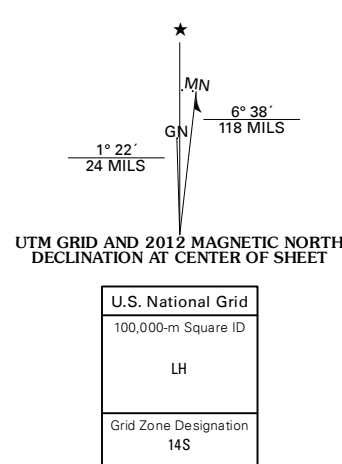 ★
MN
6° 38´
118 MILS
GN
1° 22´
24 MILS
UTM GRID AND 2012 MAGNETIC NORTH
DECLINATION AT CENTER OF SHEET
U.S. National Grid
100,000-m Square ID
LH
Grid Zone Designation
14S